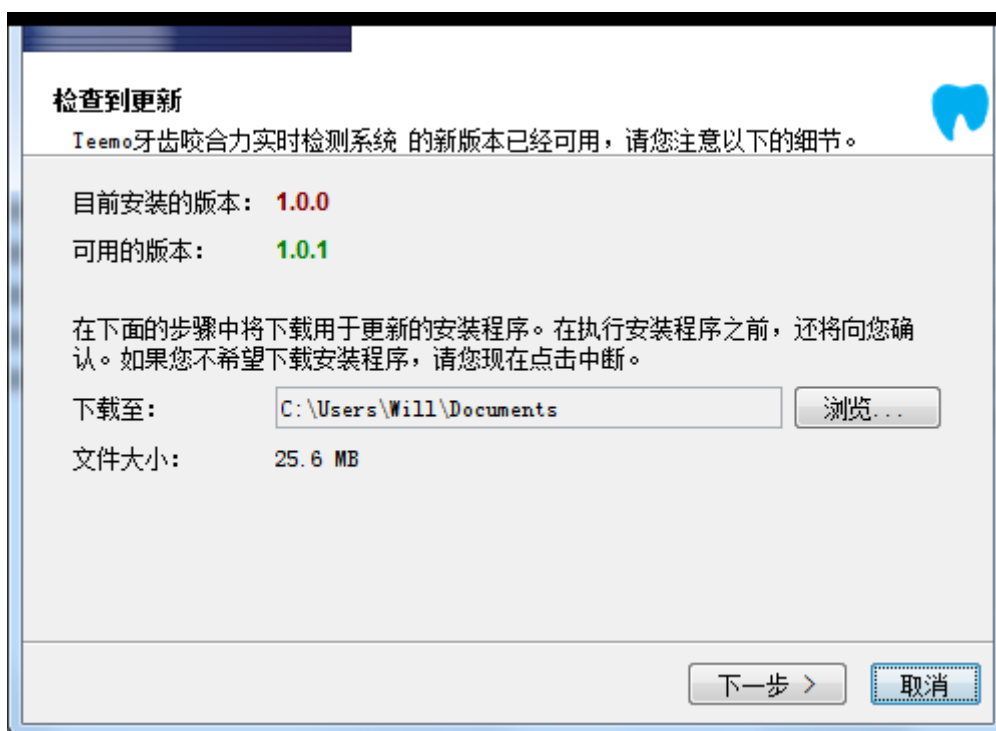 检查到更新
Teemo牙齿咬合力实时检测系统 的新版本已经可用，请您注意以下的细节。
目前安装的版本： 1.0.0
可用的版本： 1.0.1
在下面的步骤中将下载用于更新的安装程序。在执行安装程序之前，还将向您确
认。如果您不希望下载安装程序，请您现在点击中断。
下载至： C:\Users\Will\Documents 浏览...
文件大小： 25.6 MB
下一步 > 取消